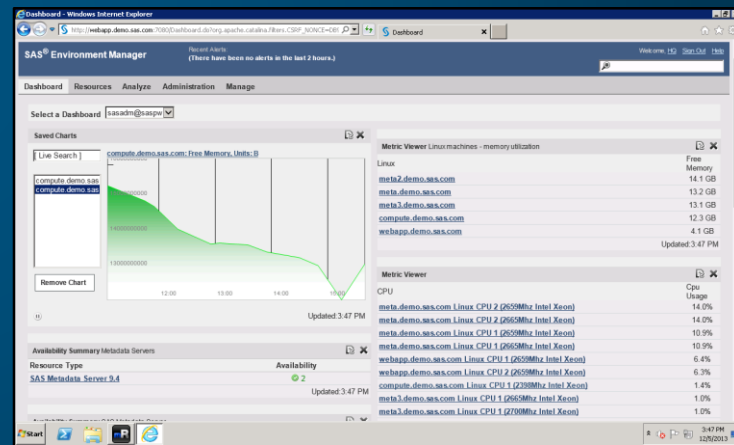 Dashboard - Windows Internet Explorer
Dashboard
SAS® Environment Manager
Recent Alerts:
(There have been no alerts in the last 2 hours.)
Welcome, HQ Sign Out Help
Dashboard Resources Analyze Administration Manage
Select a Dashboard sasadm@saspw
Saved Charts
[ Live Search ]
compute.demo.sas
compute.demo.sas
compute.demo.sas.com: Free Memory, Units: B
14000000000
13000000000
12:00 13:00 14:00
Remove Chart
Updated:3:47 PM
Availability Summary Metadata Servers
Resource Type Availability
SAS Metadata Server 9.4 2
Updated:3:47 PM
Metric Viewer Linux machines - memory utilization
Linux Free Memory
meta2.demo.sas.com 14.1 GB
meta.demo.sas.com 13.2 GB
meta3.demo.sas.com 13.1 GB
compute.demo.sas.com 12.3 GB
webapp.demo.sas.com 4.1 GB
Updated:3:47 PM
Metric Viewer
CPU Cpu Usage
meta.demo.sas.com Linux CPU 2 (2659Mhz Intel Xeon) 14.0%
meta.demo.sas.com Linux CPU 2 (2665Mhz Intel Xeon) 14.0%
meta.demo.sas.com Linux CPU 1 (2659Mhz Intel Xeon) 10.9%
meta.demo.sas.com Linux CPU 1 (2665Mhz Intel Xeon) 10.9%
webapp.demo.sas.com Linux CPU 1 (2659Mhz Intel Xeon) 6.4%
webapp.demo.sas.com Linux CPU 2 (2659Mhz Intel Xeon) 6.3%
compute.demo.sas.com Linux CPU 1 (2398Mhz Intel Xeon) 1.4%
meta3.demo.sas.com Linux CPU 1 (2665Mhz Intel Xeon) 1.0%
meta3.demo.sas.com Linux CPU 1 (2700Mhz Intel Xeon) 1.0%
Start
3:47 PM
12/5/2013